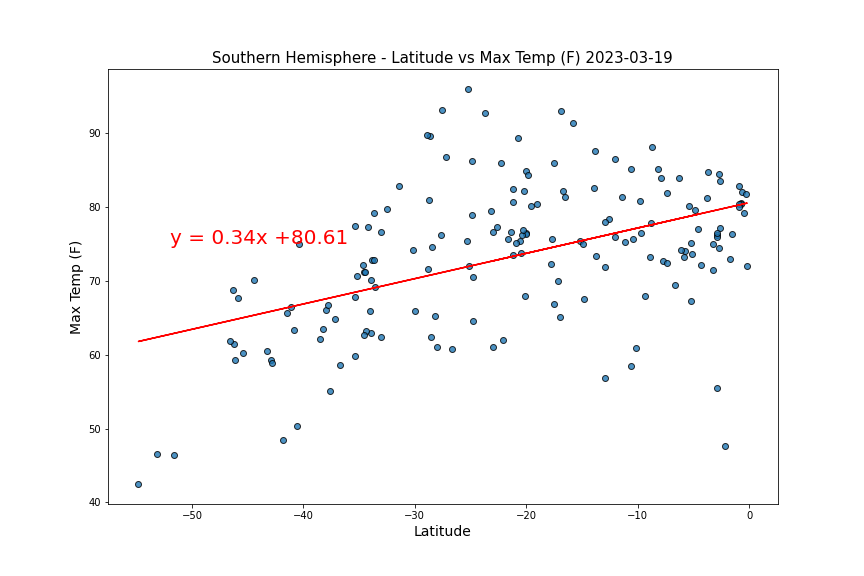 Southern Hemisphere - Latitude vs Max Temp (F) 2023-03-19
90
80
y = 0.34x +80.61
70
60
50
40
Max Temp (F)
−50 −40 −30 −20 −10 0
Latitude